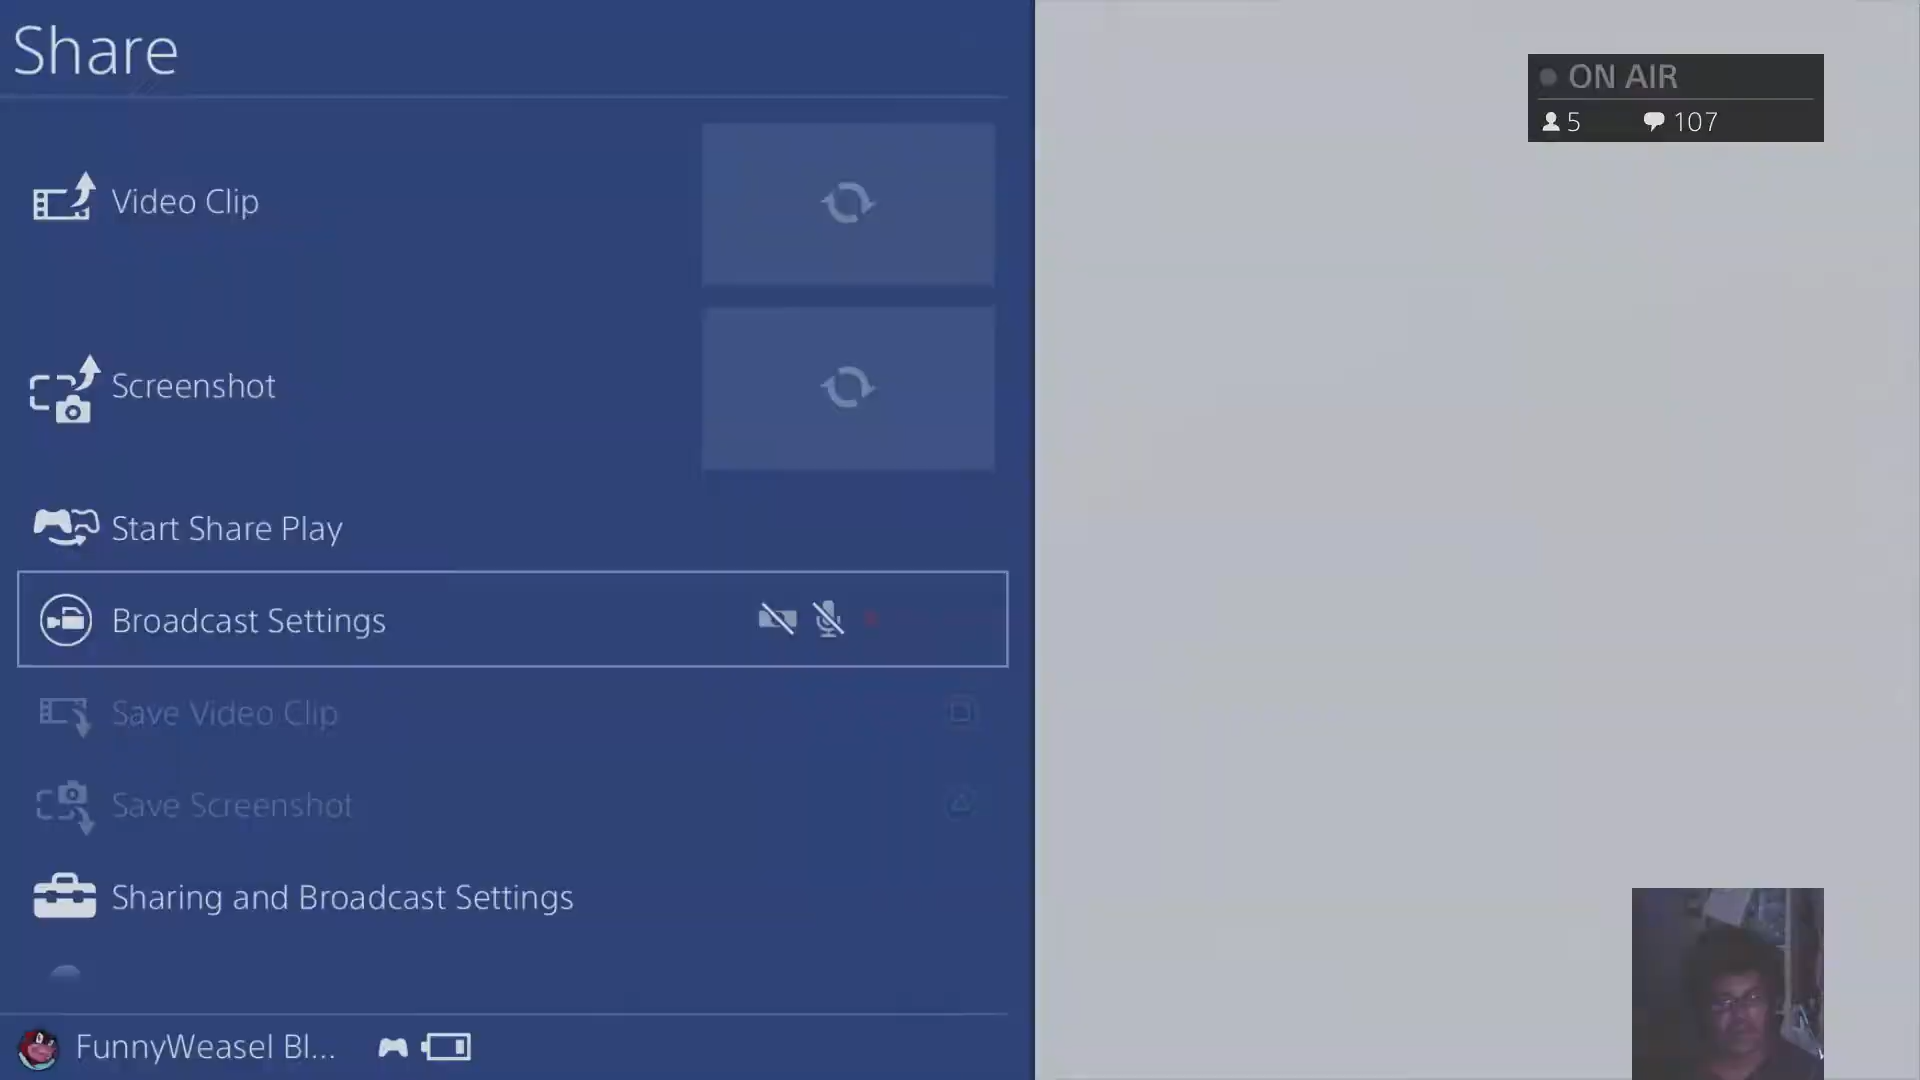 Share
ON AIR
5 107
Video Clip
Screenshot
Start Share Play
Broadcast Settings
Save Video Clip
Save Screenshot
Sharing and Broadcast Settings
FunnyWeasel Bl...